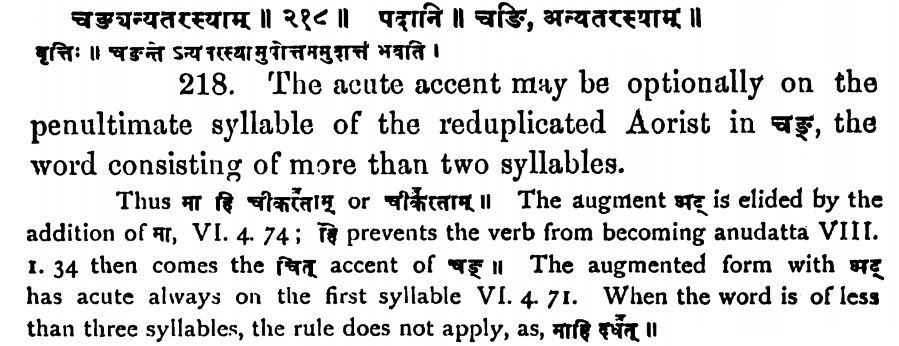 चङ्यन्यतरस्याम् ॥ २१८ ॥ पदानि ॥ चङि, अन्यतरस्याम् ॥
वृत्तिः ॥ चङन्ते ऽन्यतरस्यामुपोत्तममुदात्तं भवति ।
218. The acute accent may be optionally on the
penultimate syllable of the reduplicated Aorist in चङ्, the
word consisting of more than two syllables.
Thus मा हि चीकर्रताम् or चीर्करताम् ॥ The augment अट् is elided by the
addition of मा, VI. 4. 74; हि prevents the verb from becoming anudatta VIII.
1. 34 then comes the चित् accent of चङ् ॥ The augmented form with अट्
has acute always on the first syllable VI. 4. 71. When the word is of less
than three syllables, the rule does not apply, as, माहि दधत् ॥